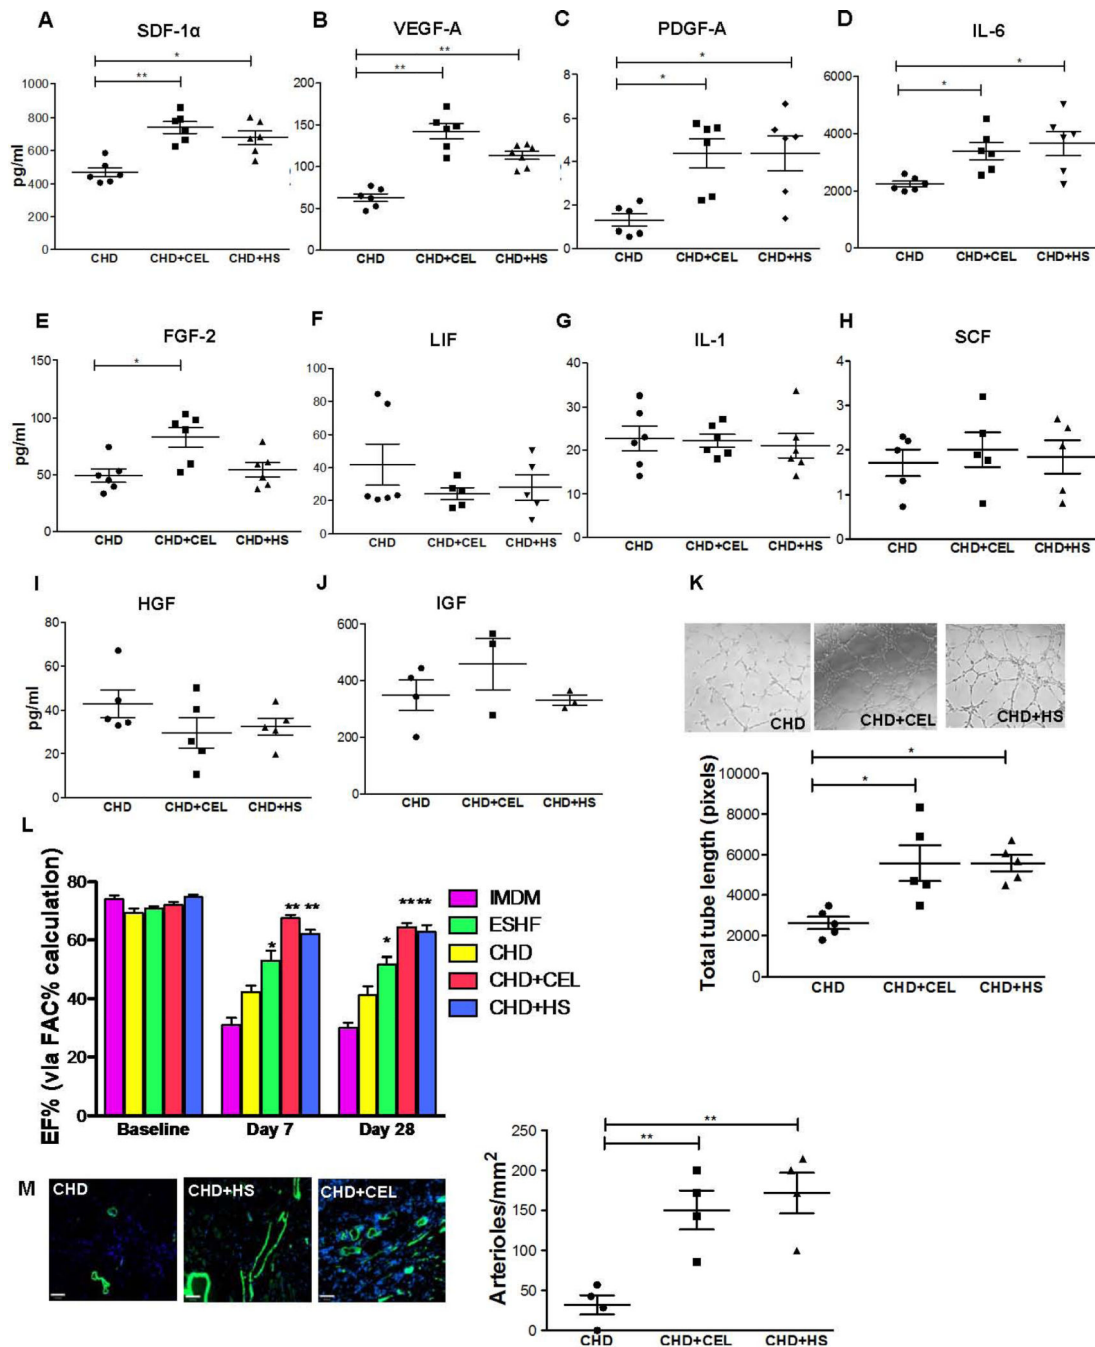 A
SDF-1α
*
**
1000
800
600
400
200
0
pg/ml
CHD CHD+CEL CHD+HS
B
VEGF-A
**
**
200
150
100
50
0
CHD CHD+CEL CHD+HS
C
PDGF-A
*
*
8
6
4
2
0
CHD CHD+CEL CHD+HS
D
IL-6
*
*
6000
4000
2000
0
CHD CHD+CEL CHD+HS
E
FGF-2
*
150
100
50
0
pg/ml
CHD CHD+CEL CHD+HS
F
LIF
100
80
60
40
20
0
CHD CHD+CEL CHD+HS
G
IL-1
40
30
20
10
0
CHD CHD+CEL CHD+HS
H
SCF
4
3
2
1
0
CHD CHD+CEL CHD+HS
I
HGF
80
60
40
20
0
pg/ml
CHD CHD+CEL CHD+HS
J
IGF
600
400
200
0
CHD CHD+CEL CHD+HS
K
CHD
CHD+CEL
CHD+HS
*
*
10000
8000
6000
4000
2000
0
Total tube length (pixels)
CHD CHD+CEL CHD+HS
L
EF% (via FAC% calculation)
80
60
40
20
0
* ** **
* ** **
Baseline Day 7 Day 28
IMDM
ESHF
CHD
CHD+CEL
CHD+HS
M
CHD
CHD+HS
CHD+CEL
**
**
250
200
150
100
50
0
Arterioles/mm2
CHD CHD+CEL CHD+HS